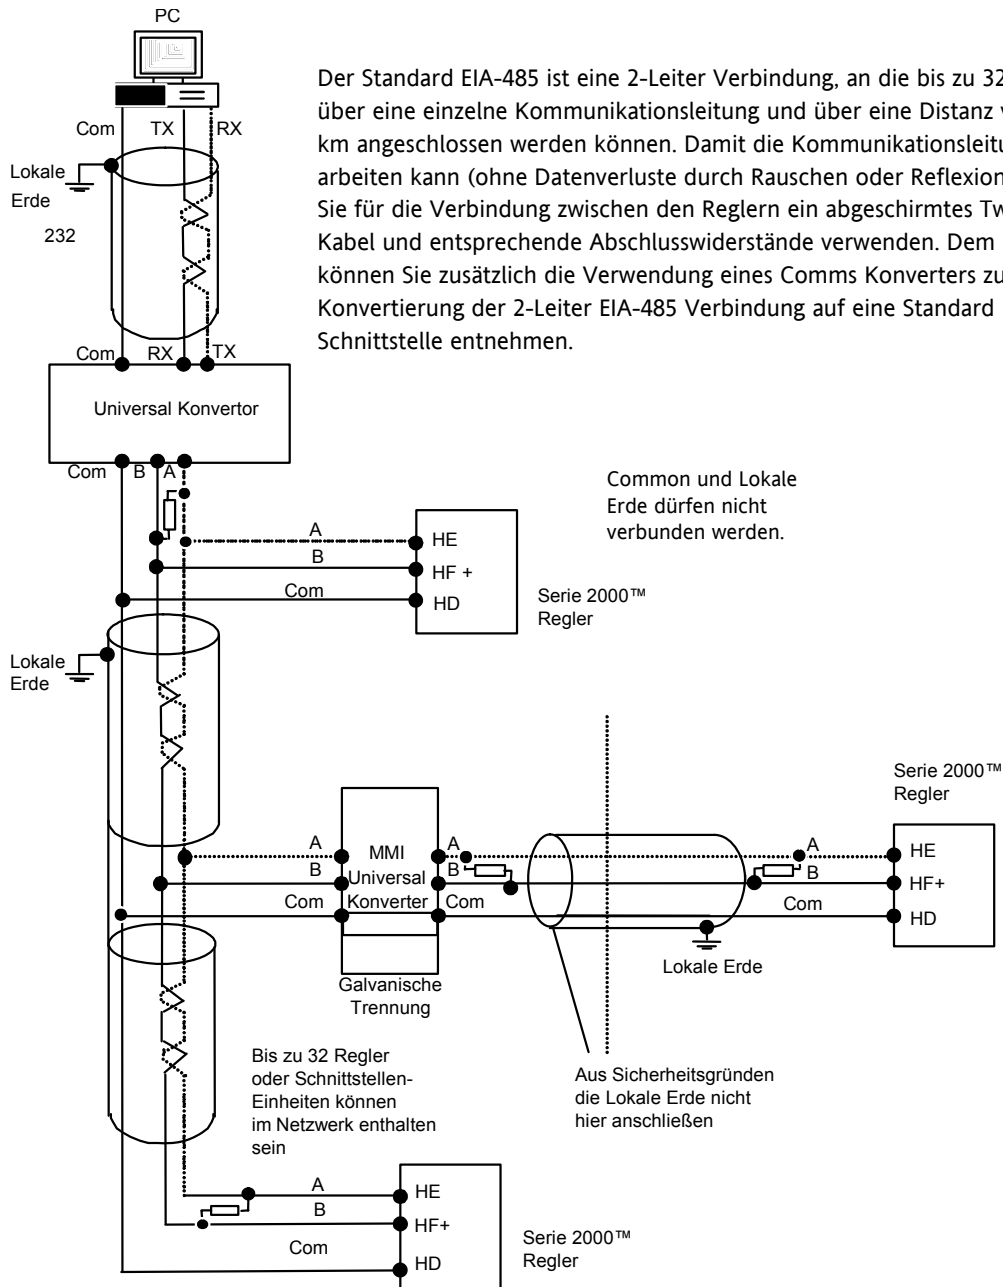 PC
Der Standard EIA-485 ist eine 2-Leiter Verbindung, an die bis zu 32
über eine einzelne Kommunikationsleitung und über eine Distanz
km angeschlossen werden können. Damit die
arbeiten kann (ohne Datenverluste durch Rauschen oder
Sie für die Verbindung zwischen den Reglern ein abgeschirmtes
Kabel und entsprechende Abschlusswiderstände verwenden. Dem
können Sie zusätzlich die Verwendung eines Comms Konverters
Konvertierung der 2-Leiter EIA-485 Verbindung auf eine Standard
Schnittstelle entnehmen.
Com TX RX
Lokale
Erde
232
Com RX TX
Universal Konvertor
Com B A
Common und Lokale
Erde dürfen nicht
verbunden werden.
A HE
B HF +
Com HD
Serie 2000™
Regler
Lokale
Erde
Serie 2000™
Regler
A MMI A A HE
B Universal B B HF+
Com Konverter Com Com HD
Lokale Erde
Galvanische
Trennung
Bis zu 32 Regler
oder Schnittstellen-
Einheiten können
im Netzwerk enthalten
sein
Aus Sicherheitsgründen
die Lokale Erde nicht
hier anschließen
A HE
B HF+
Com HD
Serie 2000™
Regler